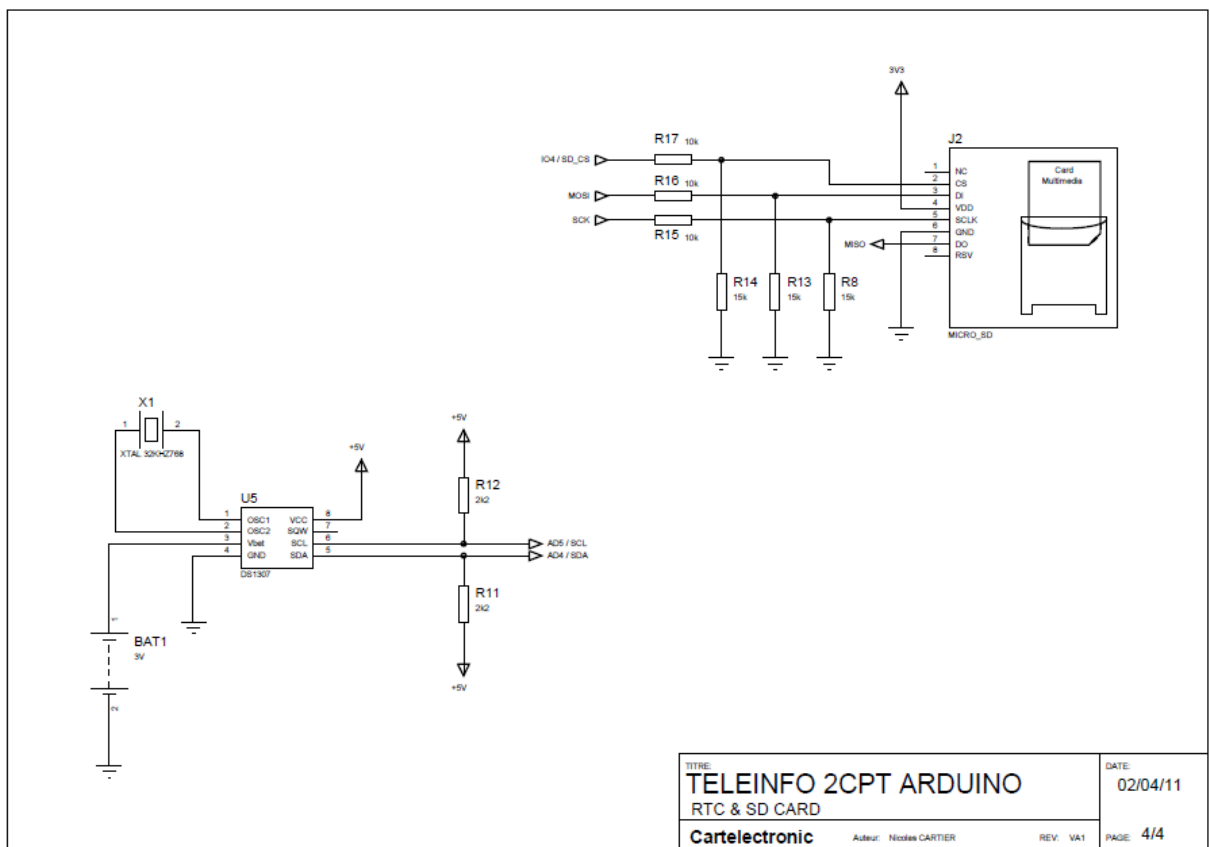 3V3
R17 10k
J2
IO4 / SD_CS
1 NC
2 CS
3 DI
4 VDD
5 SCLK
6 GND
7 DO
8 RSV
Card
Multimedia
R16 10k
MOSI
SCK
R15 10k
MISO
R14
15k
R13
15k
R8
15k
MICRO_SD
X1
1 2
XTAL 32KHZ768
+5V
+5V
R12
2k2
U5
1 OSC1 VCC 8
2 OSC2 SQW 7
3 Vbat SCL 6
4 GND SDA 5
DS1307
AD5 / SCL
AD4 / SDA
R11
2k2
+5V
1
BAT1
3V
2
TITRE:
TELEINFO 2CPT ARDUINO
RTC & SD CARD
DATE:
02/04/11
Cartelectronic Auteur: Nicolas CARTIER REV: VA1 PAGE: 4/4